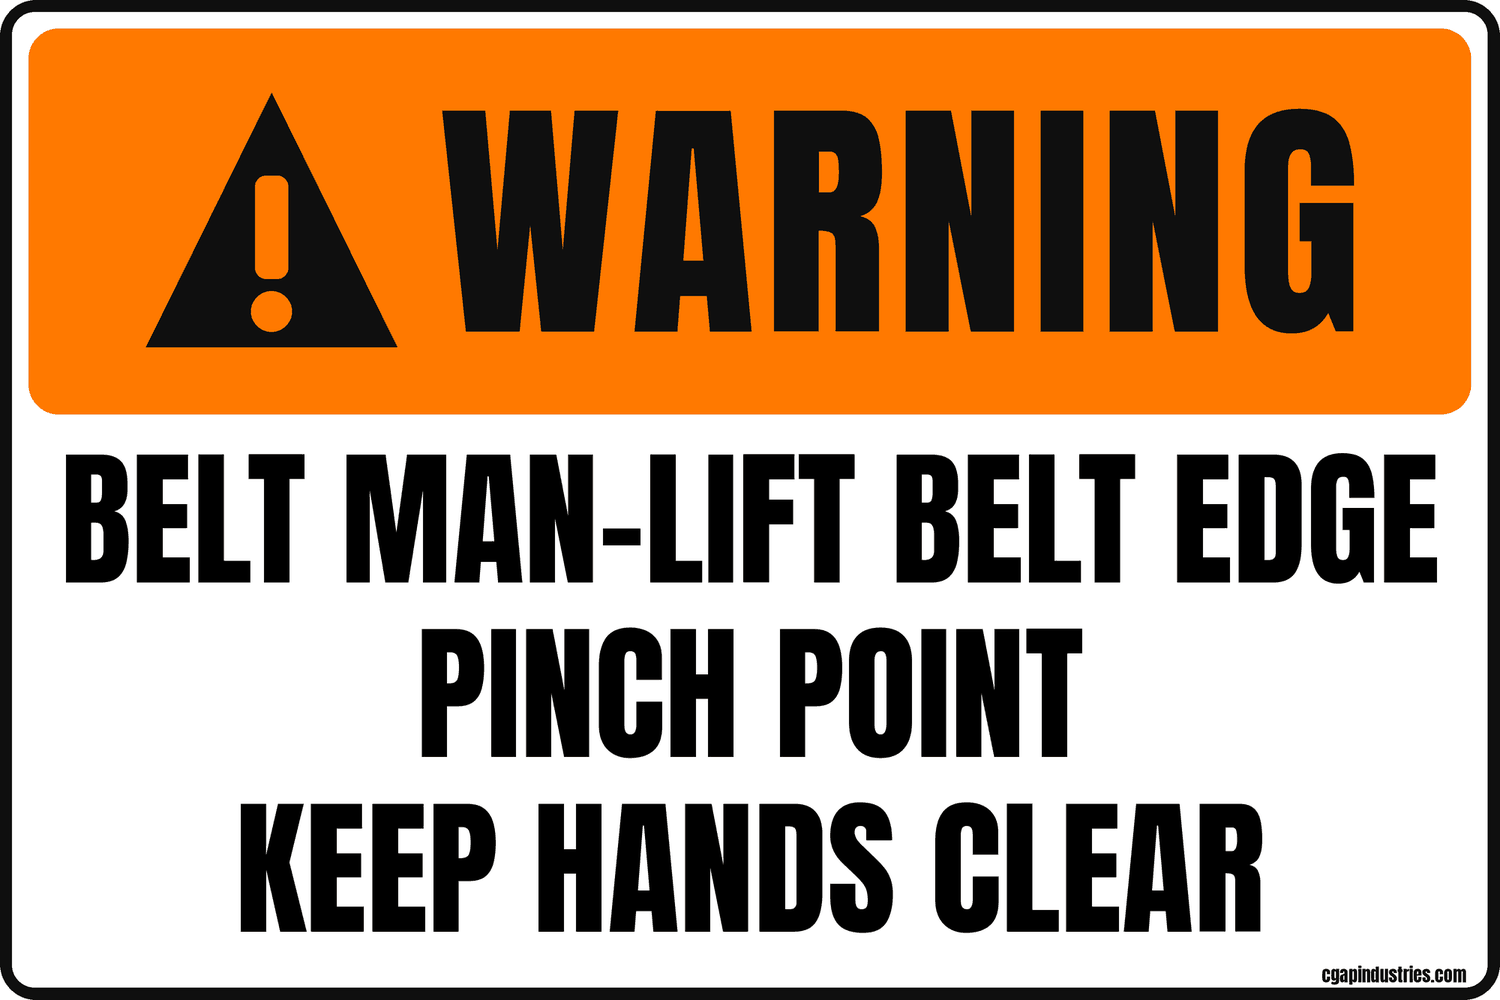 WARNING
BELT MAN-LIFT BELT EDGE
PINCH POINT
KEEP HANDS CLEAR
cgapindustries.com